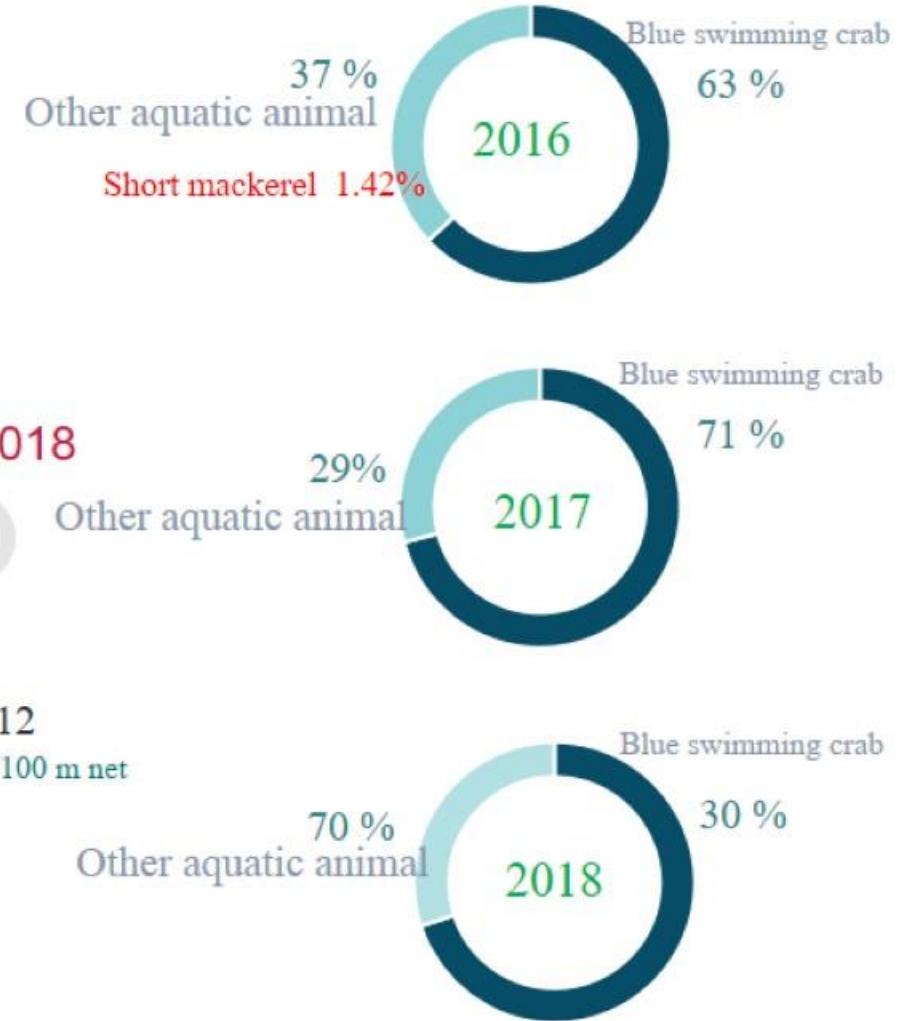 Blue swimming crab
37 %
63 %
Other aquatic animal
2016
Short mackerel 1.42%
Blue swimming crab
018
71 %
29%
Other aquatic animal
2017
12
Blue swimming crab
100 m net
70 %
30 %
Other aquatic animal
2018